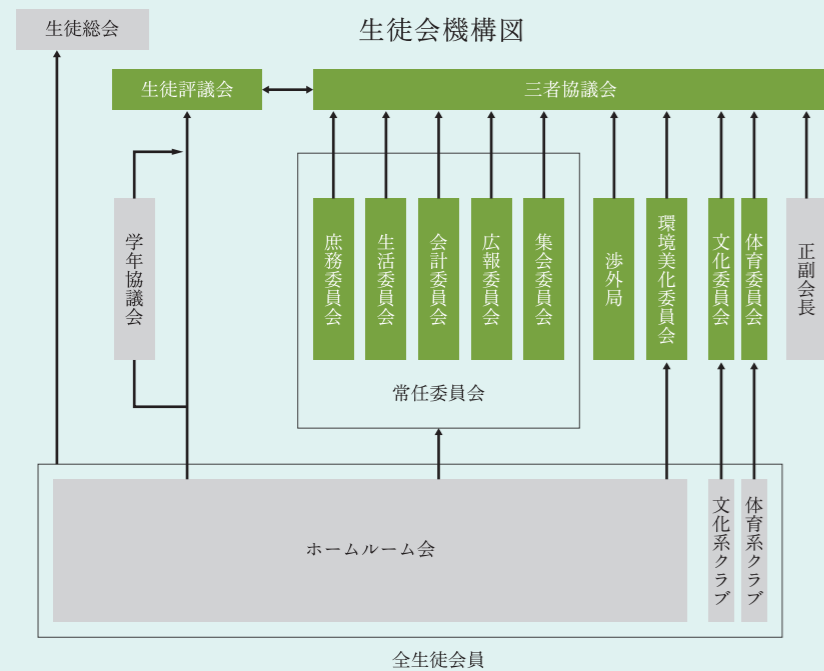 生徒総会
生徒会機構図
生徒評議会
三者協議会
学年協議会
庶務委員会
生活委員会
会計委員会
広報委員会
集会委員会
渉外局
環境美化委員会
文化委員会
体育委員会
正副会長
常任委員会
ホームルーム会
文化系クラブ
体育系クラブ
全生徒会員